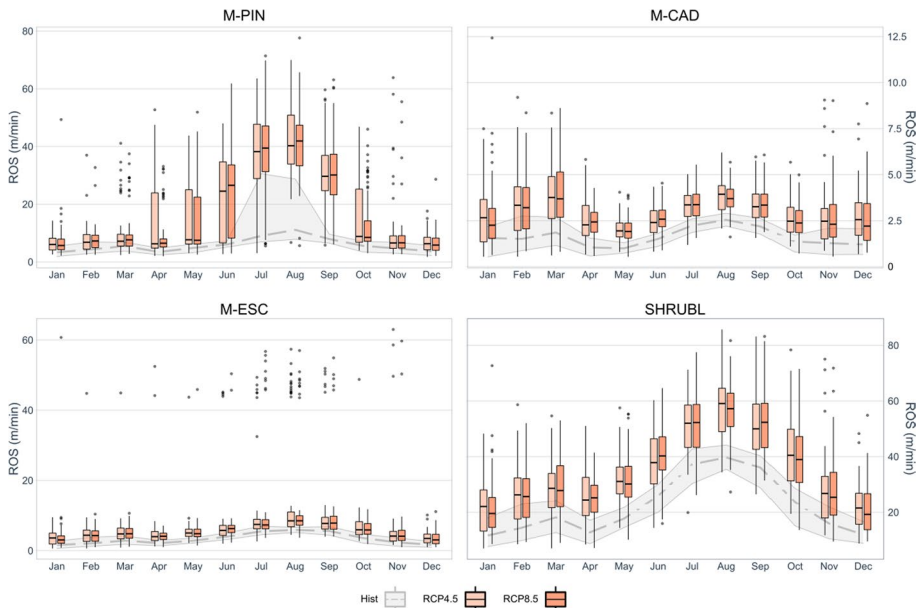 M-PIN M-CAD
80
60
40
20
0
ROS (m/min)
Jan Feb Mar Apr May Jun Jul Aug Sep Oct Nov Dec
12.5
10.0
7.5
5.0
2.5
0
ROS (m/min)
Jan Feb Mar Apr May Jun Jul Aug Sep Oct Nov Dec
M-ESC SHRUBL
60
40
20
0
ROS (m/min)
Jan Feb Mar Apr May Jun Jul Aug Sep Oct Nov Dec
80
60
40
20
ROS (m/min)
Jan Feb Mar Apr May Jun Jul Aug Sep Oct Nov Dec
Hist RCP4.5 RCP8.5